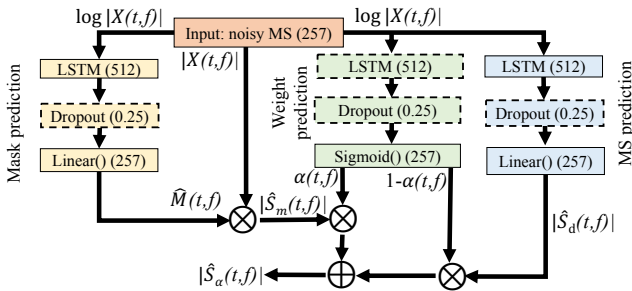 log |X(t,f)|
Input: noisy MS (257)
log |X(t,f)|
|X(t,f)|
Mask prediction
LSTM (512)
Dropout (0.25)
Linear() (257)
Weight prediction
LSTM (512)
Dropout (0.25)
Sigmoid() (257)
LSTM (512)
Dropout (0.25)
Linear() (257)
MS prediction
α(t,f)
1-α(t,f)
M̂(t,f)
|Ŝm(t,f)|
|Ŝd(t,f)|
|Ŝα(t,f)|